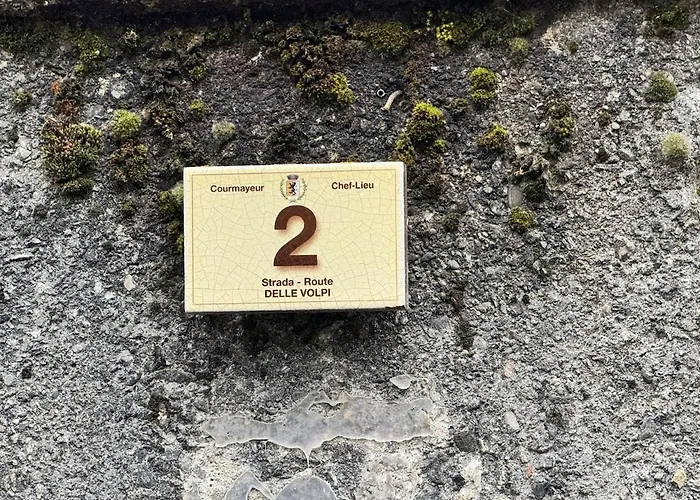 Courmayeur Chef-Lieu
2
Strada - Route
DELLE VOLPI